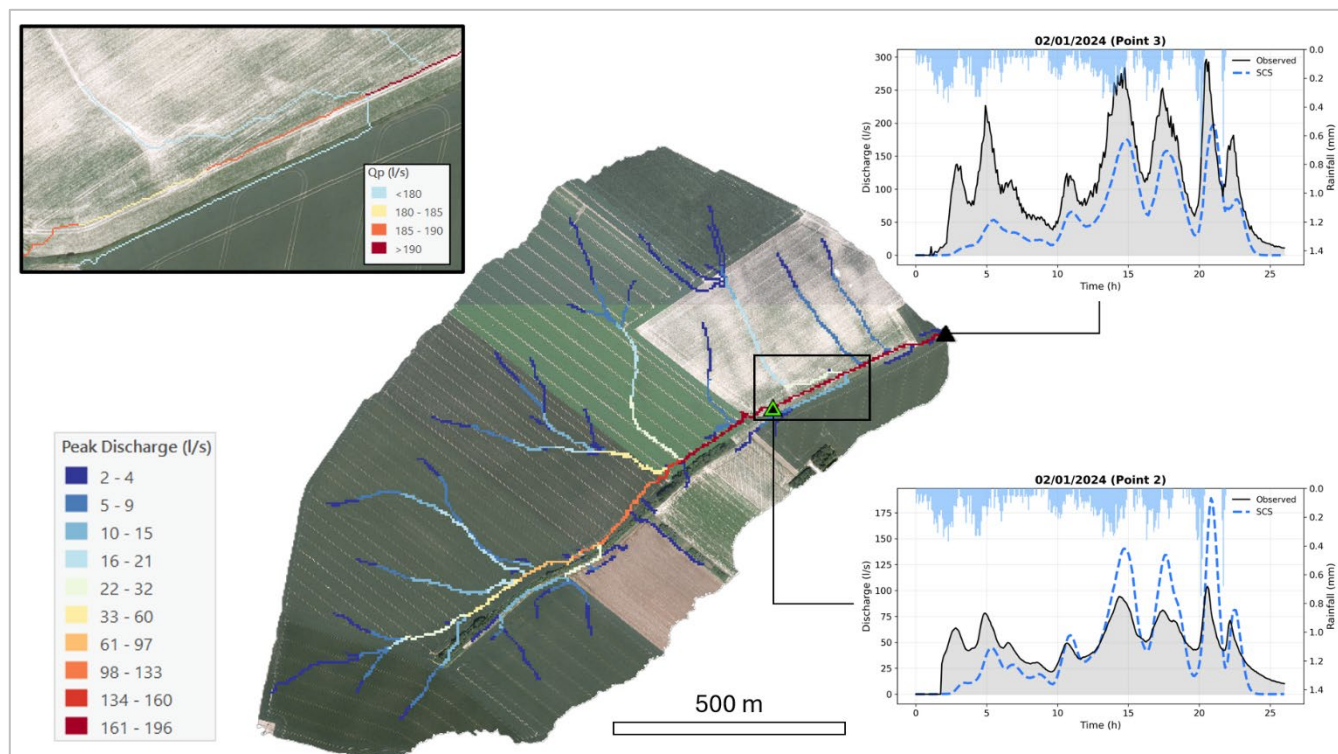 Qp (l/s)
<180
180 - 185
185 - 190
>190
02/01/2024 (Point 3)
Observed
SCS
Discharge (l/s)
300
250
200
150
100
50
0
Rainfall (mm)
0.0
0.2
0.4
0.6
0.8
1.0
1.2
1.4
0
5
10
15
20
25
Time (h)
Peak Discharge (l/s)
2 - 4
5 - 9
10 - 15
16 - 21
22 - 32
33 - 60
61 - 97
98 - 133
134 - 160
161 - 196
02/01/2024 (Point 2)
Observed
SCS
Discharge (l/s)
175
150
125
100
75
50
25
0
Rainfall (mm)
0.0
0.2
0.4
0.6
0.8
1.0
1.2
1.4
0
5
10
15
20
25
Time (h)
500 m